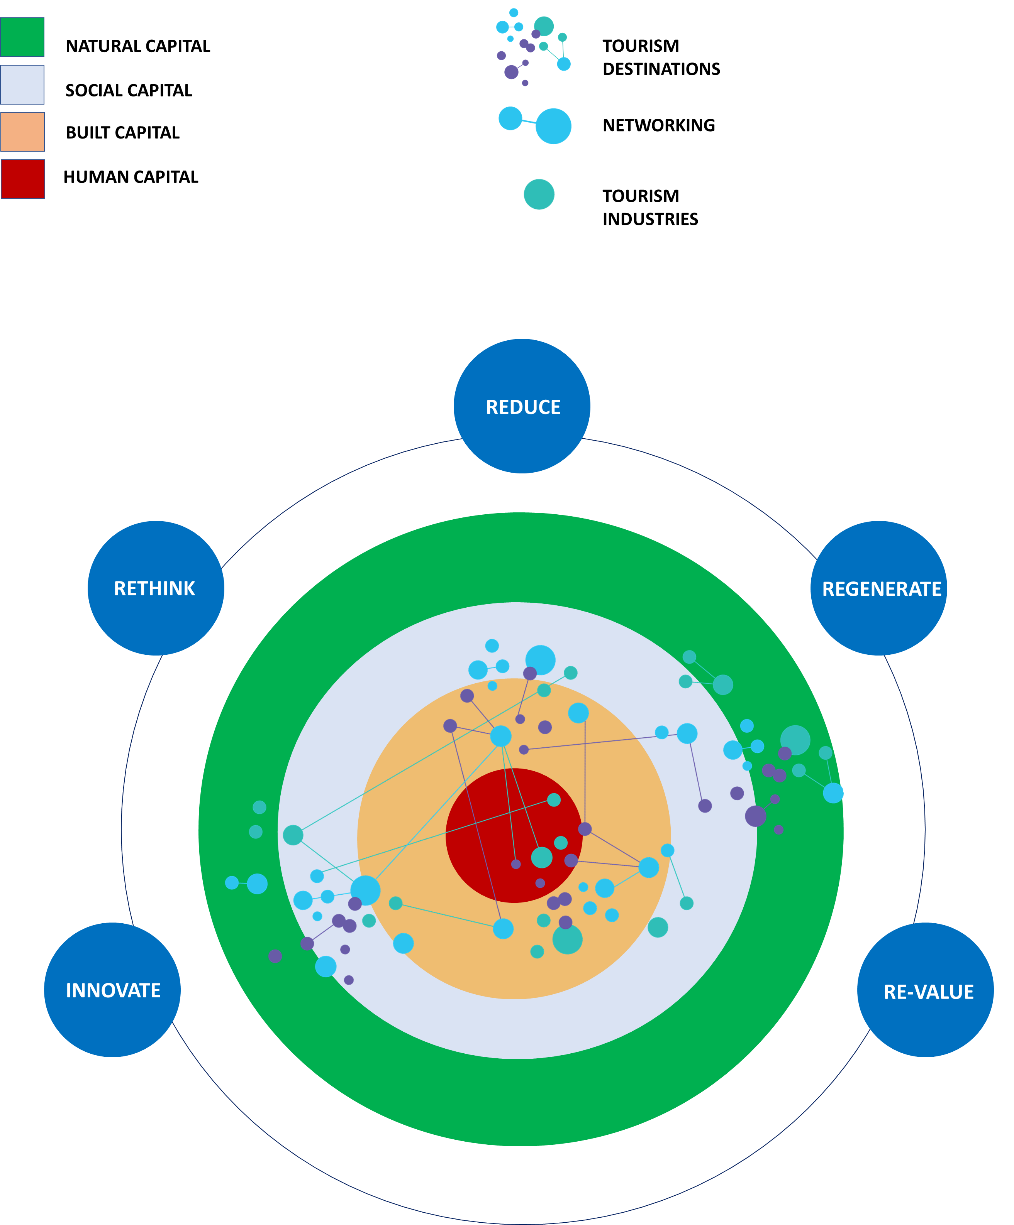 NATURAL CAPITAL
SOCIAL CAPITAL
BUILT CAPITAL
HUMAN CAPITAL
TOURISM
DESTINATIONS
NETWORKING
TOURISM
INDUSTRIES
REDUCE
RETHINK
REGENERATE
INNOVATE
RE-VALUE